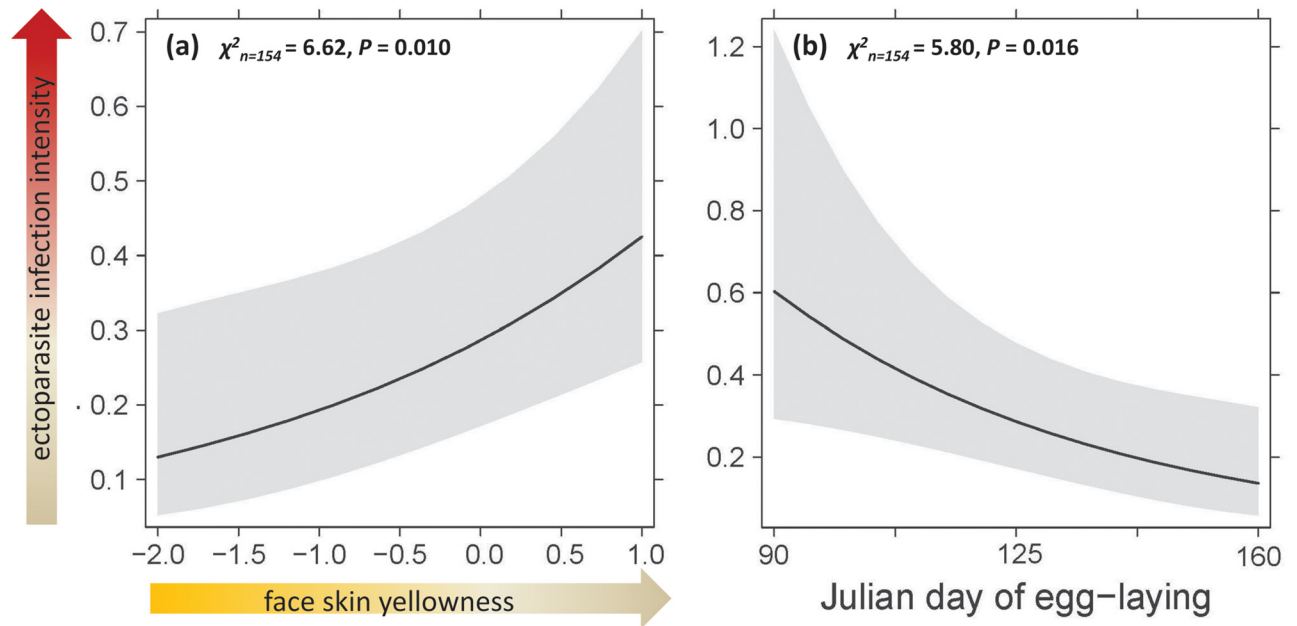 ectoparasite infection intensity
0.7
0.6
0.5
0.4
0.3
0.2
0.1
(a) χ²n=154 = 6.62, P = 0.010
−2.0 −1.5 −1.0 −0.5 0.0 0.5 1.0
face skin yellowness
1.2
1.0
0.8
0.6
0.4
0.2
(b) χ²n=154 = 5.80, P = 0.016
90 125 160
Julian day of egg−laying